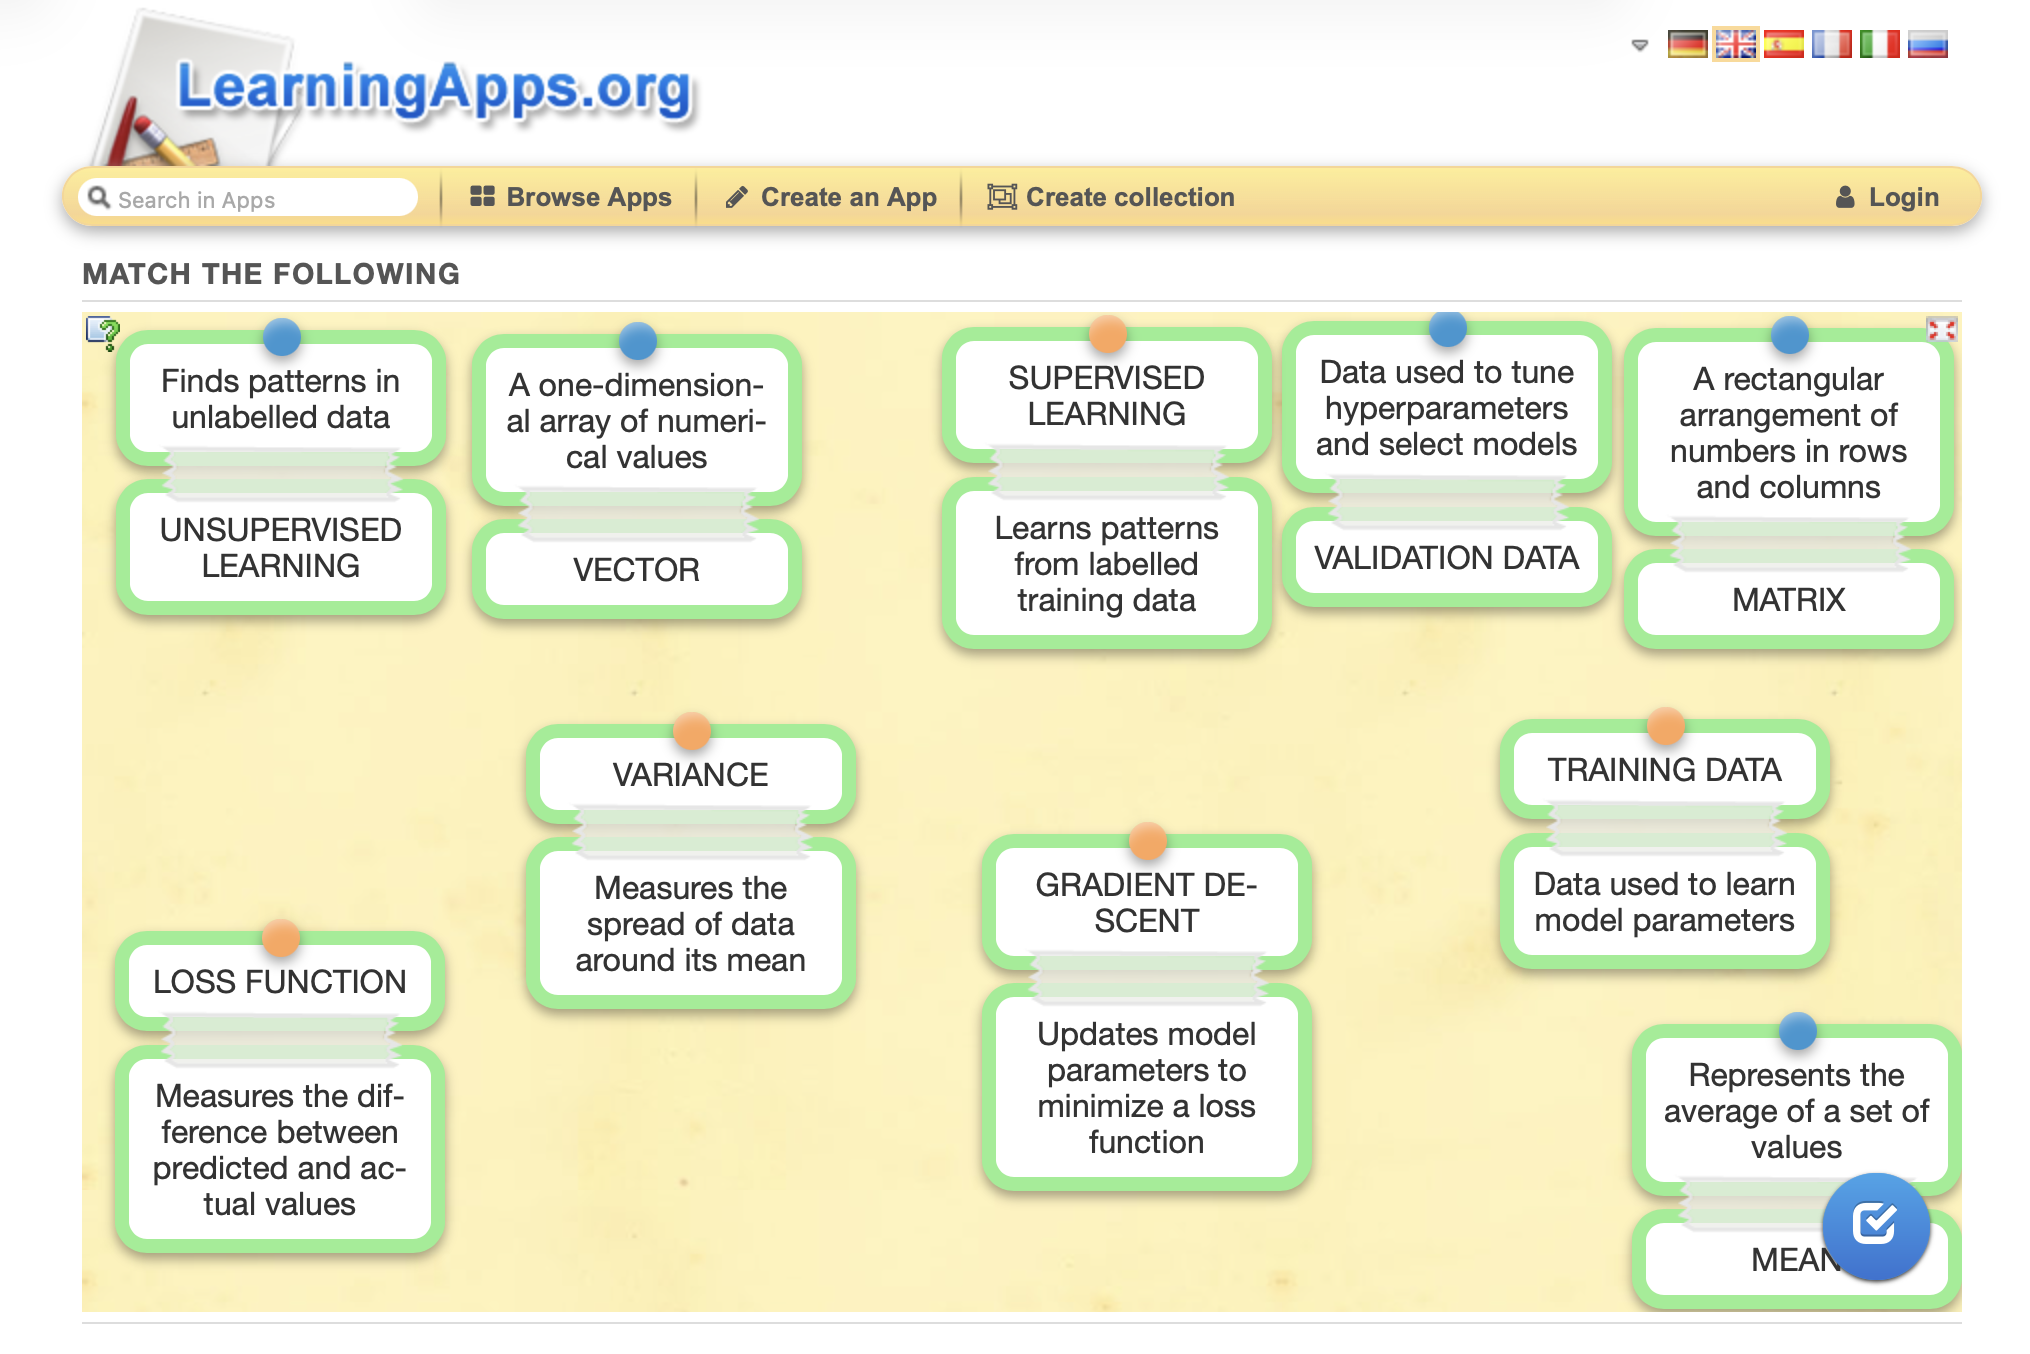 LearningApps.org
Search in Apps
Browse Apps
Create an App
Create collection
Login
MATCH THE FOLLOWING
Finds patterns in
unlabelled data
UNSUPERVISED
LEARNING
A one-dimension-
al array of numeri-
cal values
VECTOR
SUPERVISED
LEARNING
Learns patterns
from labelled
training data
Data used to tune
hyperparameters
and select models
VALIDATION DATA
A rectangular
arrangement of
numbers in rows
and columns
MATRIX
VARIANCE
Measures the
spread of data
around its mean
TRAINING DATA
Data used to learn
model parameters
GRADIENT DE-
SCENT
Updates model
parameters to
minimize a loss
function
LOSS FUNCTION
Measures the dif-
ference between
predicted and ac-
tual values
Represents the
average of a set of
values
MEAN